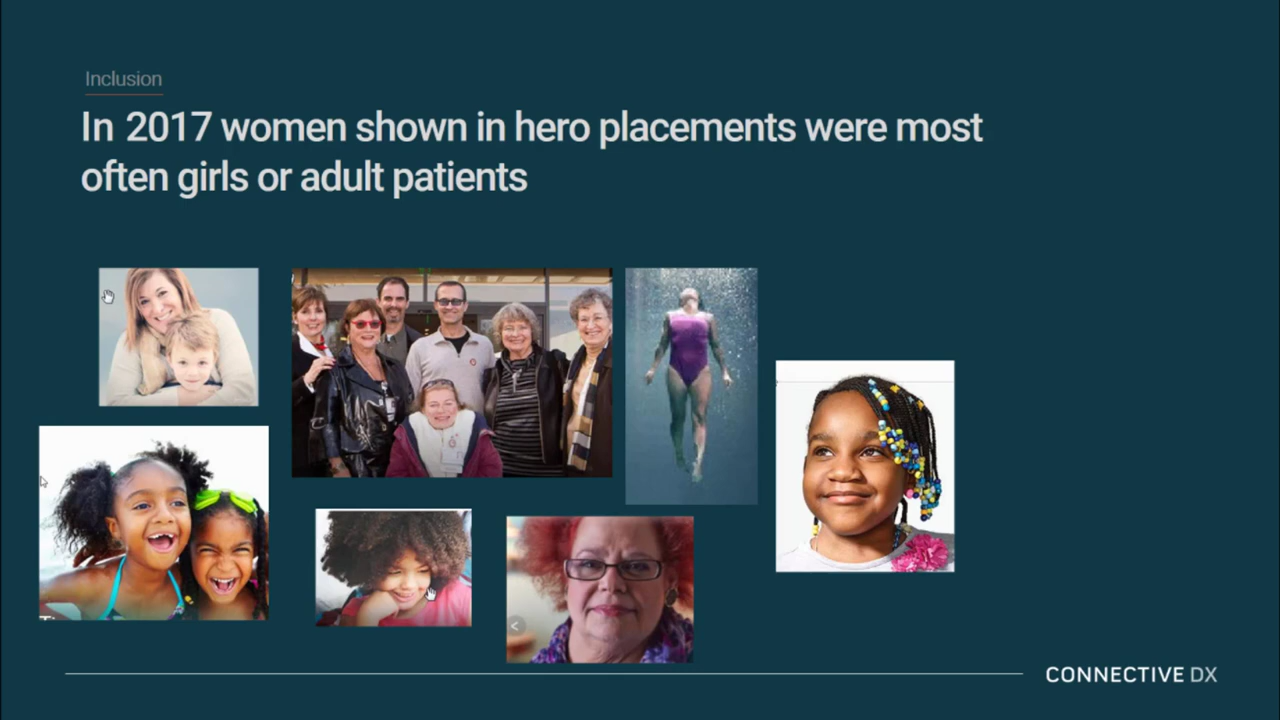 Inclusion
In 2017 women shown in hero placements were most
often girls or adult patients
CONNECTIVE DX